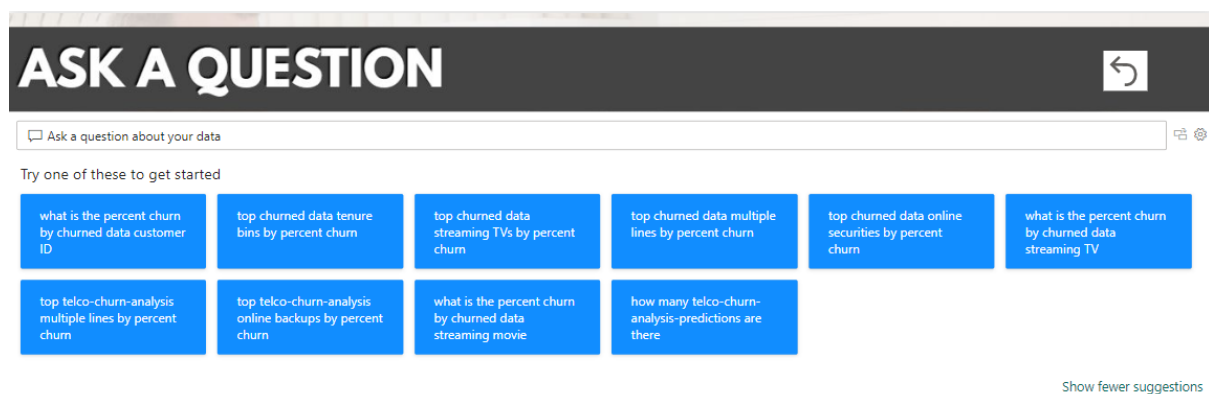 ASK A QUESTION
Ask a question about your data
Try one of these to get started
what is the percent churn
by churned data customer
ID
top churned data tenure
bins by percent churn
top churned data
streaming TVs by percent
churn
top churned data multiple
lines by percent churn
top churned data online
securities by percent
churn
what is the percent churn
by churned data
streaming TV
top telco-churn-analysis
multiple lines by percent
churn
top telco-churn-analysis
online backups by percent
churn
what is the percent churn
by churned data
streaming movie
how many telco-churn-
analysis-predictions are
there
Show fewer suggestions